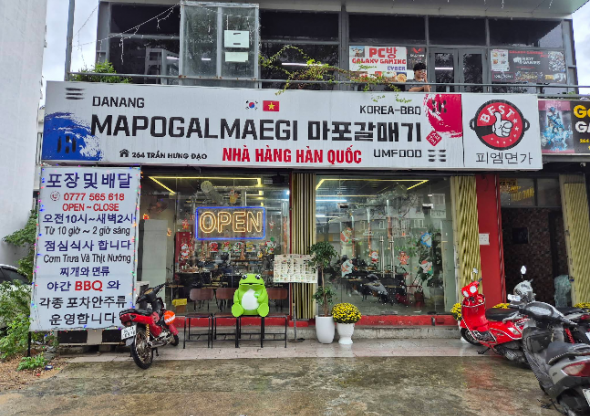 PC방
GALAXY GAMING
DANANG
KOREA-BBQ
MAPOGALMAEGI 마포갈매기
264 TRẦN HƯNG ĐẠO
NHÀ HÀNG HÀN QUỐC
UMFOOD
BEST
피엠면가
포장 및 배달
0777 565 618
OPEN - CLOSE
오전10시~새벽2시
Từ 10 giờ ~ 2 giờ sáng
점심식사 합니다
Cơm Trưa Và Thịt Nướng
찌개와면류
야간 BBQ 와
각종 포차안주류
운영합니다
OPEN